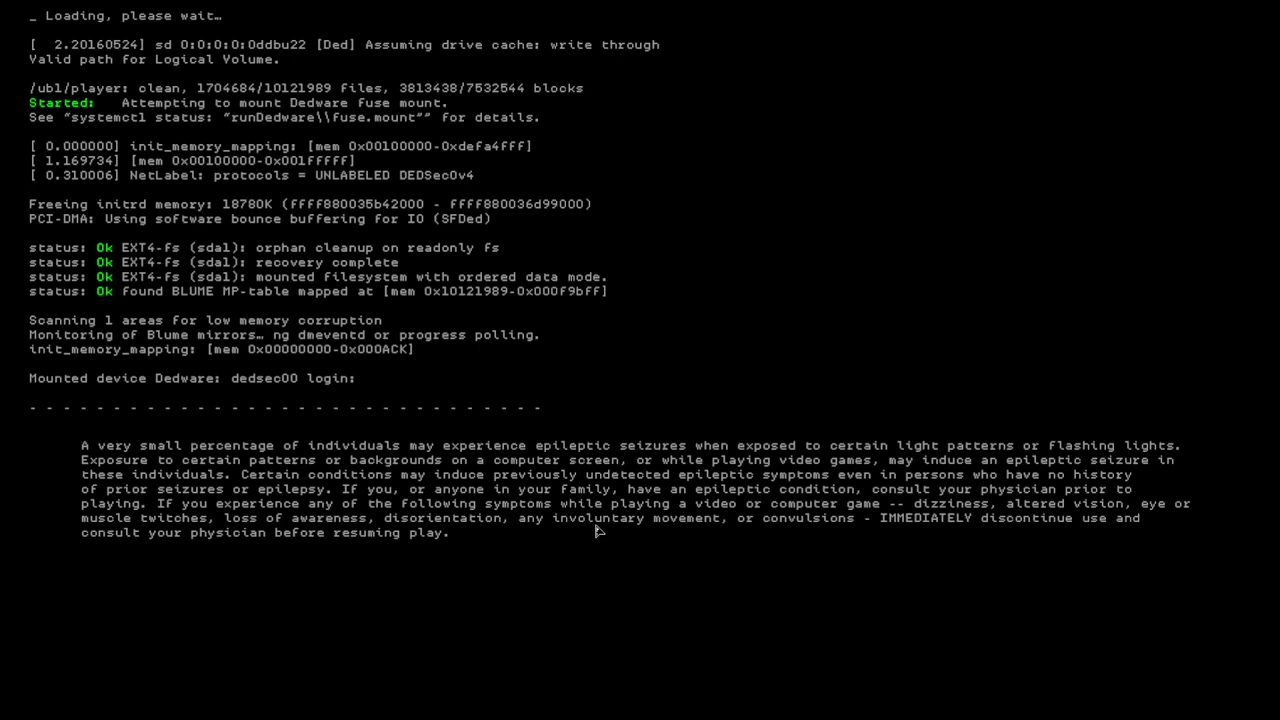 _ Loading, please wait…
[  2.20160524] sd 0:0:0:0:0ddbu22 [Ded] Assuming drive cache: write through
Valid path for Logical Volume.
/ubl/player: clean, 1704684/10121989 files, 3813438/7532544 blocks
Started:   Attempting to mount Dedware fuse mount.
See "systemctl status: "runDedware\\fuse.mount"" for details.
[ 0.000000] init_memory_mapping: [mem 0x00100000-0xdefa4fff]
[ 1.169734] [mem 0x00100000-0x001fffff]
[ 0.310006] NetLabel: protocols = UNLABELED DEDSec0v4
Freeing initrd memory: 18780K (ffff880035b42000 - ffff880036d99000)
PCI-DMA: Using software bounce buffering for IO (SFDed)
status: Ok EXT4-fs (sda1): orphan cleanup on readonly fs
status: Ok EXT4-fs (sda1): recovery complete
status: Ok EXT4-fs (sda1): mounted filesystem with ordered data mode.
status: Ok found BLUME MP-table mapped at [mem 0x10121989-0x000f9bff]
Scanning 1 areas for low memory corruption
Monitoring of Blume mirrors… ng dmeventd or progress polling.
init_memory_mapping: [mem 0x00000000-0x000ACK]
Mounted device Dedware: dedsec00 login:
- - - - - - - - - - - - - - - - - - - - - - - - - - - - - - -
A very small percentage of individuals may experience epileptic seizures when exposed to certain light patterns or flashing lights.
Exposure to certain patterns or backgrounds on a computer screen, or while playing video games, may induce an epileptic seizure in
these individuals. Certain conditions may induce previously undetected epileptic symptoms even in persons who have no history
of prior seizures or epilepsy. If you, or anyone in your family, have an epileptic condition, consult your physician prior to
playing. If you experience any of the following symptoms while playing a video or computer game -- dizziness, altered vision, eye or
muscle twitches, loss of awareness, disorientation, any involuntary movement, or convulsions - IMMEDIATELY discontinue use and
consult your physician before resuming play.